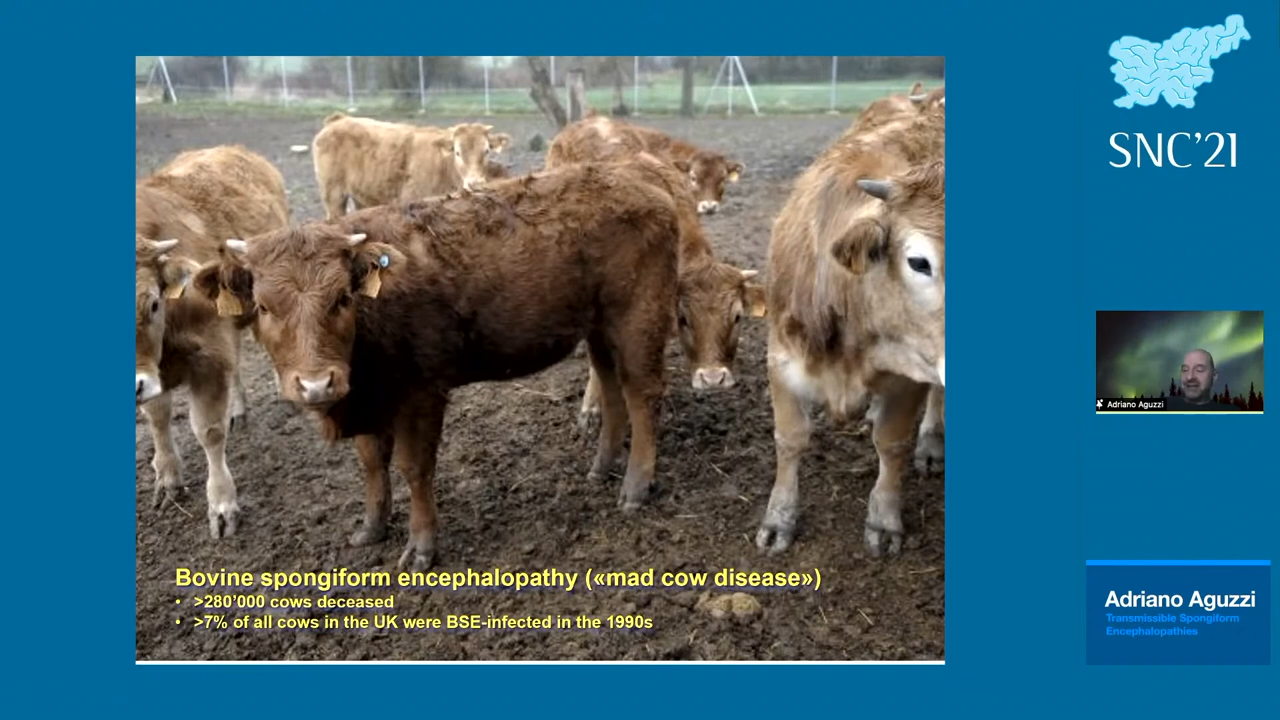 SNC’21
Adriano Aguzzi
Bovine spongiform encephalopathy («mad cow disease»)
• >280’000 cows deceased
• >7% of all cows in the UK were BSE-infected in the 1990s
Adriano Aguzzi
Transmissible Spongiform
Encephalopathies